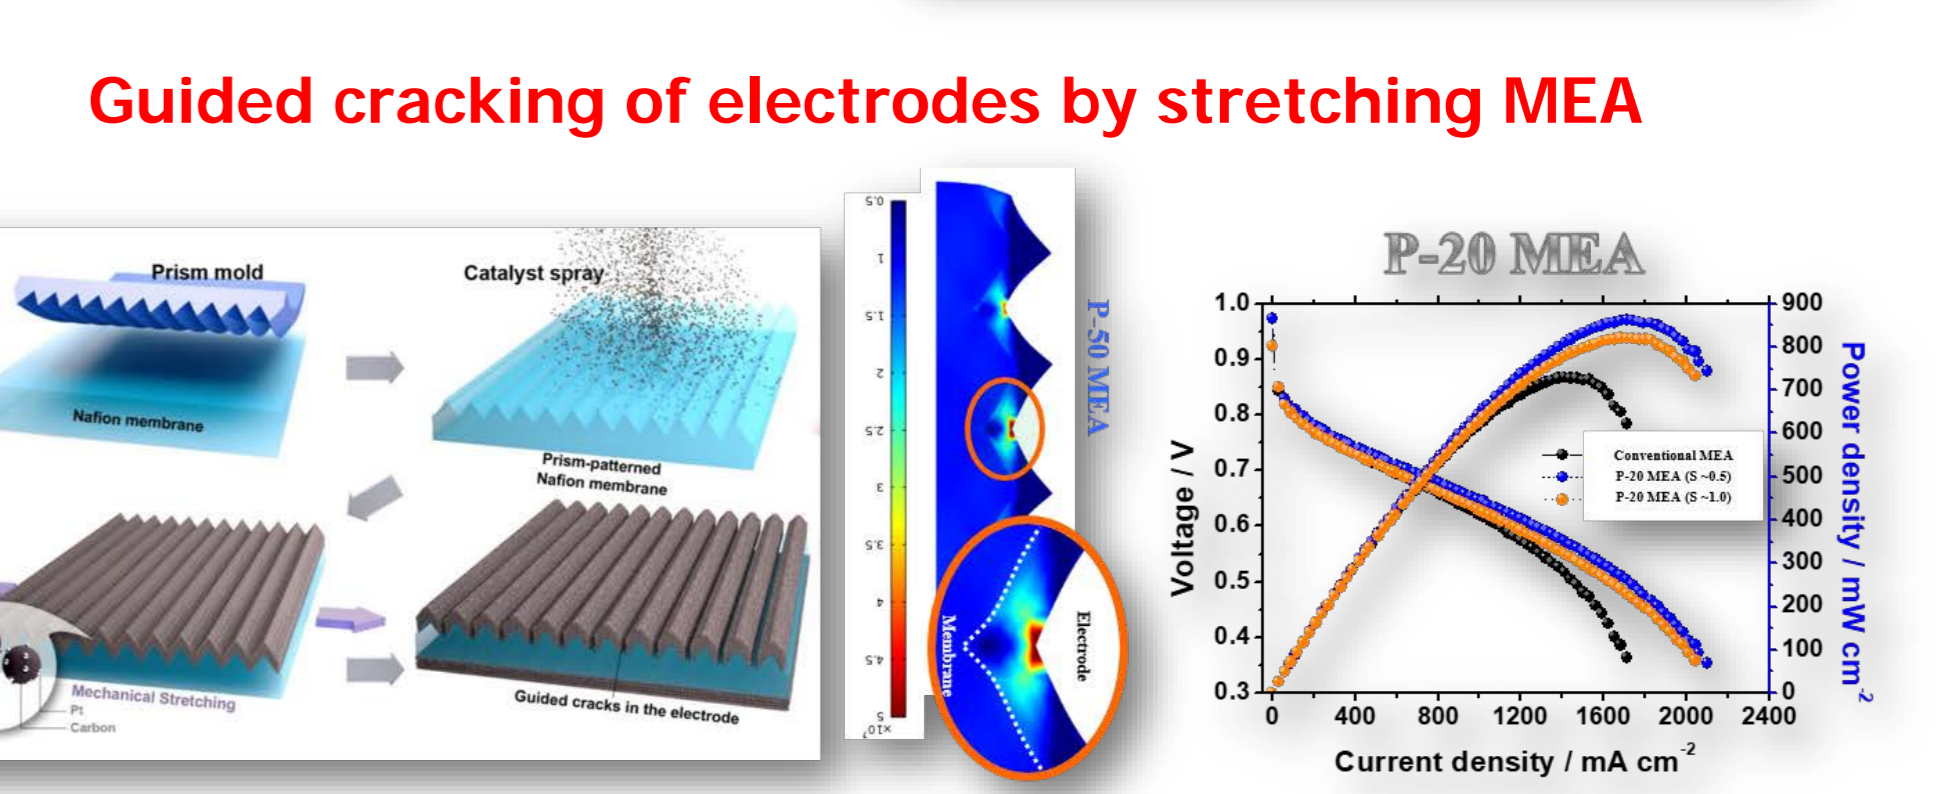 Guided cracking of electrodes by stretching MEA
Prism mold
Nafion membrane
Catalyst spray
Prism-patterned
Nafion membrane
Mechanical Stretching
Pt
Carbon
Guided cracks in the electrode
0.5
1
1.5
2
2.5
3
3.5
4
4.5
5
×10⁷
P-50 MEA
Membrane
Electrode
P-20 MEA
Voltage / V
1.0
0.9
0.8
0.7
0.6
0.5
0.4
0.3
0 400 800 1200 1600 2000 2400
Current density / mA cm⁻²
900
800
700
600
500
400
300
200
100
0
Power density / mW cm⁻²
Conventional MEA
P-20 MEA (S ~0.5)
P-20 MEA (S ~1.0)